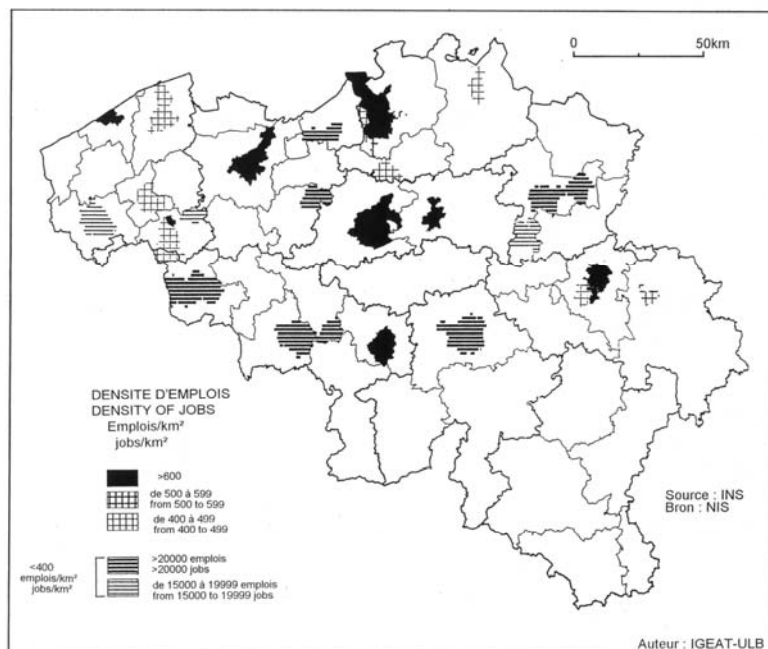 0 50km
DENSITE D'EMPLOIS
DENSITY OF JOBS
Emplois/km²
jobs/km²
>600
de 500 à 599
from 500 to 599
de 400 à 499
from 400 to 499
<400
emplois/km²
jobs/km²
>20000 emplois
>20000 jobs
de 15000 à 19999 emplois
from 15000 to 19999 jobs
Source : INS
Bron : NIS
Auteur : IGEAT-ULB